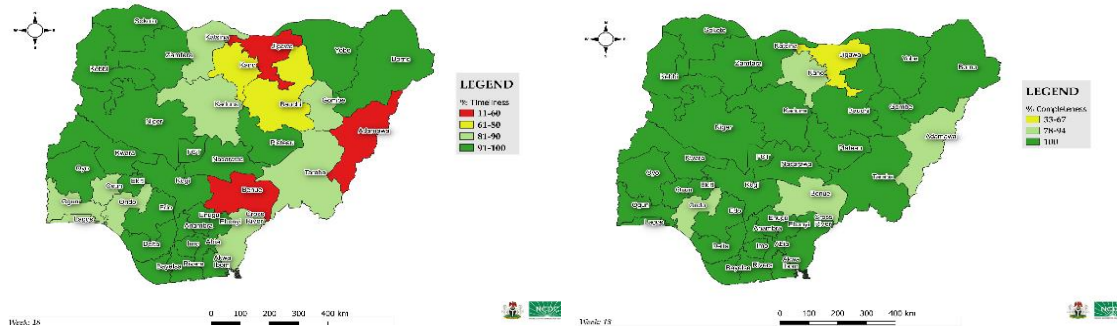 Sokoto
Katsina
Jigawa
Zamfara
Yobe
Borno
Kebbi
Kano
Kaduna
Bauchi
Gombe
Adamawa
Niger
Plateau
Kwara
FCT
Nasarawa
Taraba
Oyo
Ekiti
Kogi
Benue
Osun
Ogun
Ondo
Edo
Lagos
Enugu
Ebonyi
Cross
River
Anambra
Delta
Imo
Abia
Akwa
Ibom
Bayelsa
Rivers
LEGEND
% Timeliness
11-60
61-80
81-90
91-100
0 100 200 300 400 km
NCDC
Sokoto
Katsina
Jigawa
Zamfara
Yobe
Borno
Kebbi
Kano
Kaduna
Bauchi
Gombe
Adamawa
Niger
Plateau
Kwara
FCT
Nasarawa
Taraba
Oyo
Ekiti
Kogi
Benue
Osun
Ogun
Ondo
Edo
Lagos
Enugu
Ebonyi
Cross
River
Anambra
Delta
Imo
Abia
Akwa
Ibom
Bayelsa
Rivers
LEGEND
% Completeness
33-67
78-94
100
0 100 200 300 400 km
NCDC